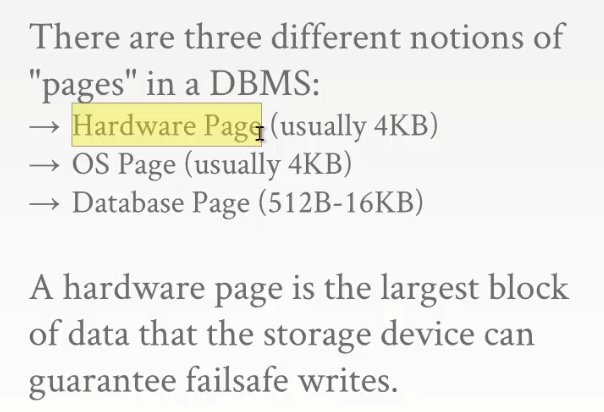 There are three different notions of
"pages" in a DBMS:
→ Hardware Page (usually 4KB)
→ OS Page (usually 4KB)
→ Database Page (512B-16KB)
A hardware page is the largest block
of data that the storage device can
guarantee failsafe writes.